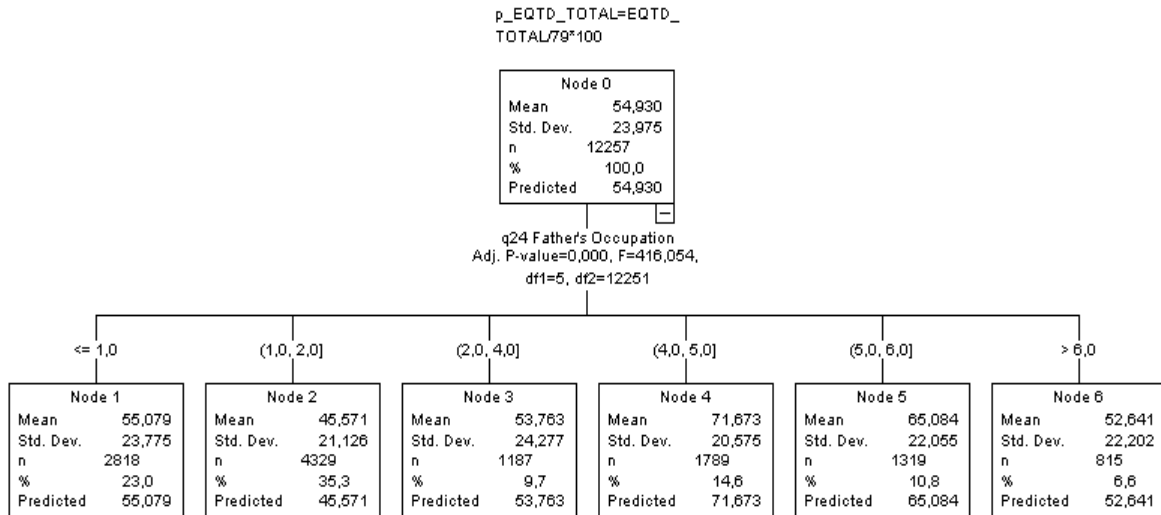 p_EQTD_TOTAL=EQTD_
TOTAL/79*100
Node 0
Mean 54,930
Std. Dev. 23,975
n 12257
% 100,0
Predicted 54,930
q24 Father's Occupation
Adj. P-value=0,000, F=416,054,
df1=5, df2=12251
<= 1,0 (1,0, 2,0] (2,0, 4,0] (4,0, 5,0] (5,0, 6,0] > 6,0
Node 1
Mean 55,079
Std. Dev. 23,775
n 2818
% 23,0
Predicted 55,079
Node 2
Mean 45,571
Std. Dev. 21,126
n 4329
% 35,3
Predicted 45,571
Node 3
Mean 53,763
Std. Dev. 24,277
n 1187
% 9,7
Predicted 53,763
Node 4
Mean 71,673
Std. Dev. 20,575
n 1789
% 14,6
Predicted 71,673
Node 5
Mean 65,084
Std. Dev. 22,055
n 1319
% 10,8
Predicted 65,084
Node 6
Mean 52,641
Std. Dev. 22,202
n 815
% 6,6
Predicted 52,641